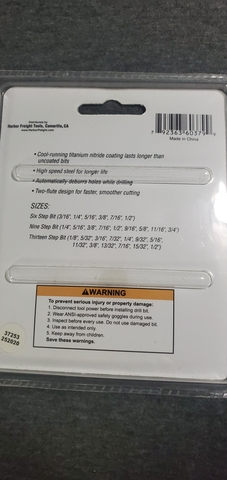 Distributed by
Harbor Freight Tools, Camarillo, CA
HarborFreight.com
92363 60379
Made in China
• Cool-running titanium nitride coating lasts longer than
uncoated bits
• High speed steel for longer life
• Automatically deburrs holes while drilling
• Two-flute design for faster, smoother cutting
SIZES:
Six Step Bit (3/16", 1/4", 5/16", 3/8", 7/16", 1/2")
Nine Step Bit (1/4", 5/16", 3/8", 7/16", 1/2", 9/16", 5/8", 11/16", 3/4")
Thirteen Step Bit (1/8", 5/32", 3/16", 7/32", 1/4", 9/32", 5/16",
11/32", 3/8", 13/32", 7/16", 15/32", 1/2")
WARNING
To prevent serious injury or property damage:
1. Disconnect tool power before installing drill bit.
2. Wear ANSI-approved safety goggles during use.
3. Inspect before every use. Do not use damaged bit.
4. Use as intended only.
5. Keep away from children.
Save these warnings.
37253
252020